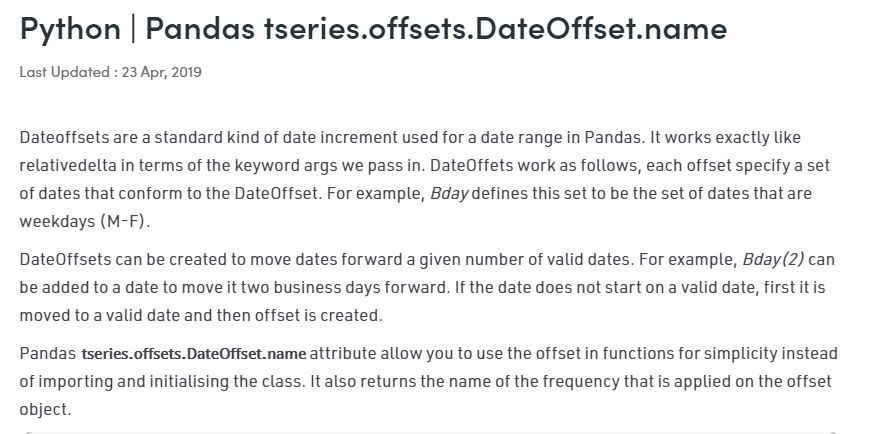 Python | Pandas tseries.offsets.DateOffset.name
Last Updated : 23 Apr, 2019
Dateoffsets are a standard kind of date increment used for a date range in Pandas. It works exactly like
relativedelta in terms of the keyword args we pass in. DateOffets work as follows, each offset specify a set
of dates that conform to the DateOffset. For example, Bday defines this set to be the set of dates that are
weekdays (M-F).
DateOffsets can be created to move dates forward a given number of valid dates. For example, Bday(2) can
be added to a date to move it two business days forward. If the date does not start on a valid date, first it is
moved to a valid date and then offset is created.
Pandas tseries.offsets.DateOffset.name attribute allow you to use the offset in functions for simplicity instead
of importing and initialising the class. It also returns the name of the frequency that is applied on the offset
object.